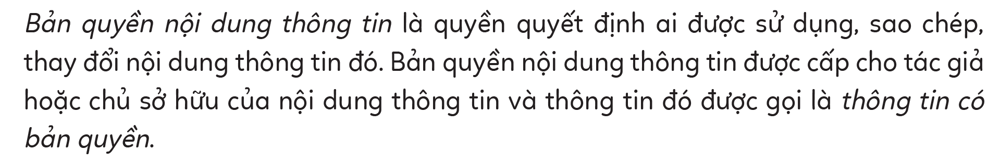 Bản quyền nội dung thông tin là quyền quyết định ai được sử dụng, sao chép,
thay đổi nội dung thông tin đó. Bản quyền nội dung thông tin được cấp cho tác giả
hoặc chủ sở hữu của nội dung thông tin và thông tin đó được gọi là thông tin có
bản quyền.